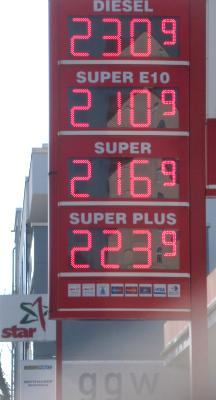 DIESEL
2309
SUPER E10
2109
SUPER
2169
SUPER PLUS
2239
star
ggw